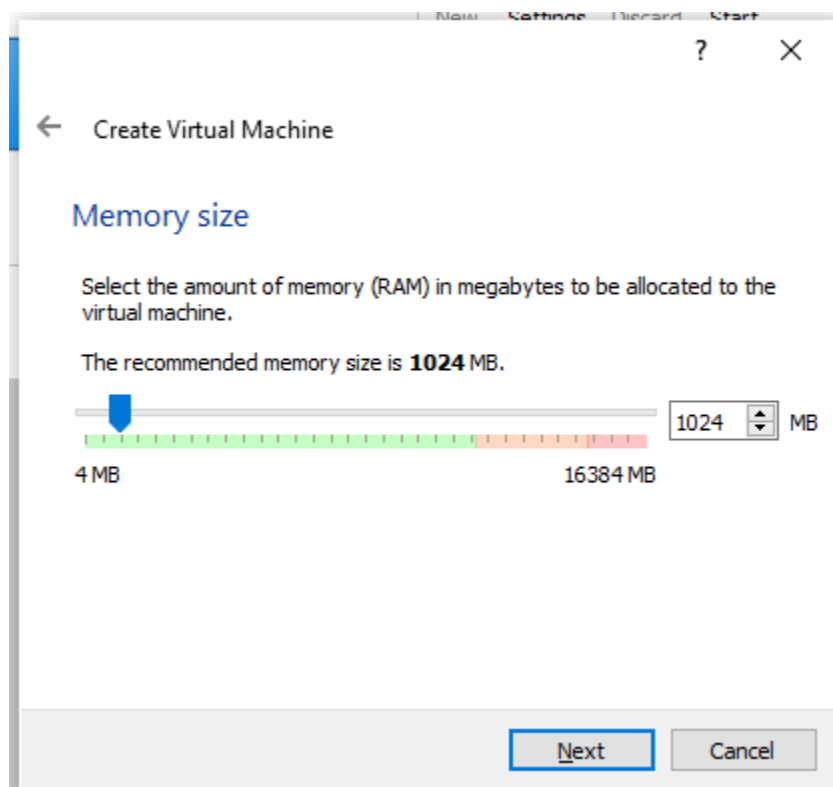 New Settings Discard Start
?
Create Virtual Machine
Memory size
Select the amount of memory (RAM) in megabytes to be allocated to the
virtual machine.
The recommended memory size is 1024 MB.
1024 MB
4 MB 16384 MB
Next Cancel